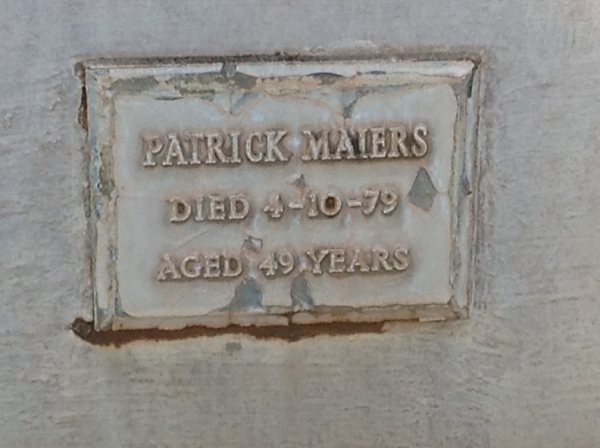 PATRICK MAIERS
DIED 4-10-79
AGED 49 YEARS